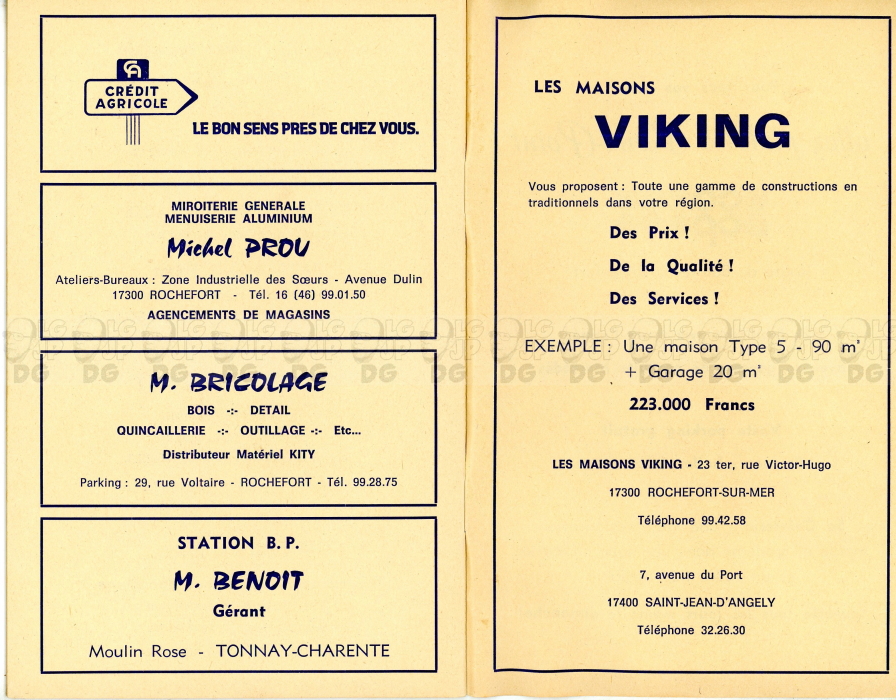 CA
CRÉDIT
AGRICOLE
LE BON SENS PRES DE CHEZ VOUS.
MIROITERIE GENERALE
MENUISERIE ALUMINIUM
Michel PROU
Ateliers-Bureaux : Zone Industrielle des Sœurs - Avenue Dulin
17300 ROCHEFORT - Tél. 16 (46) 99.01.50
AGENCEMENTS DE MAGASINS
M. BRICOLAGE
BOIS -:- DETAIL
QUINCAILLERIE -:- OUTILLAGE -:- Etc...
Distributeur Matériel KITY
Parking : 29, rue Voltaire - ROCHEFORT - Tél. 99.28.75
STATION B. P.
M. BENOIT
Gérant
Moulin Rose - TONNAY-CHARENTE
LES MAISONS
VIKING
Vous proposent : Toute une gamme de constructions en
traditionnels dans votre région.
Des Prix !
De la Qualité !
Des Services !
EXEMPLE : Une maison Type 5 - 90 m²
+ Garage 20 m²
223.000 Francs
LES MAISONS VIKING - 23 ter, rue Victor-Hugo
17300 ROCHEFORT-SUR-MER
Téléphone 99.42.58
7, avenue du Port
17400 SAINT-JEAN-D'ANGELY
Téléphone 32.26.30